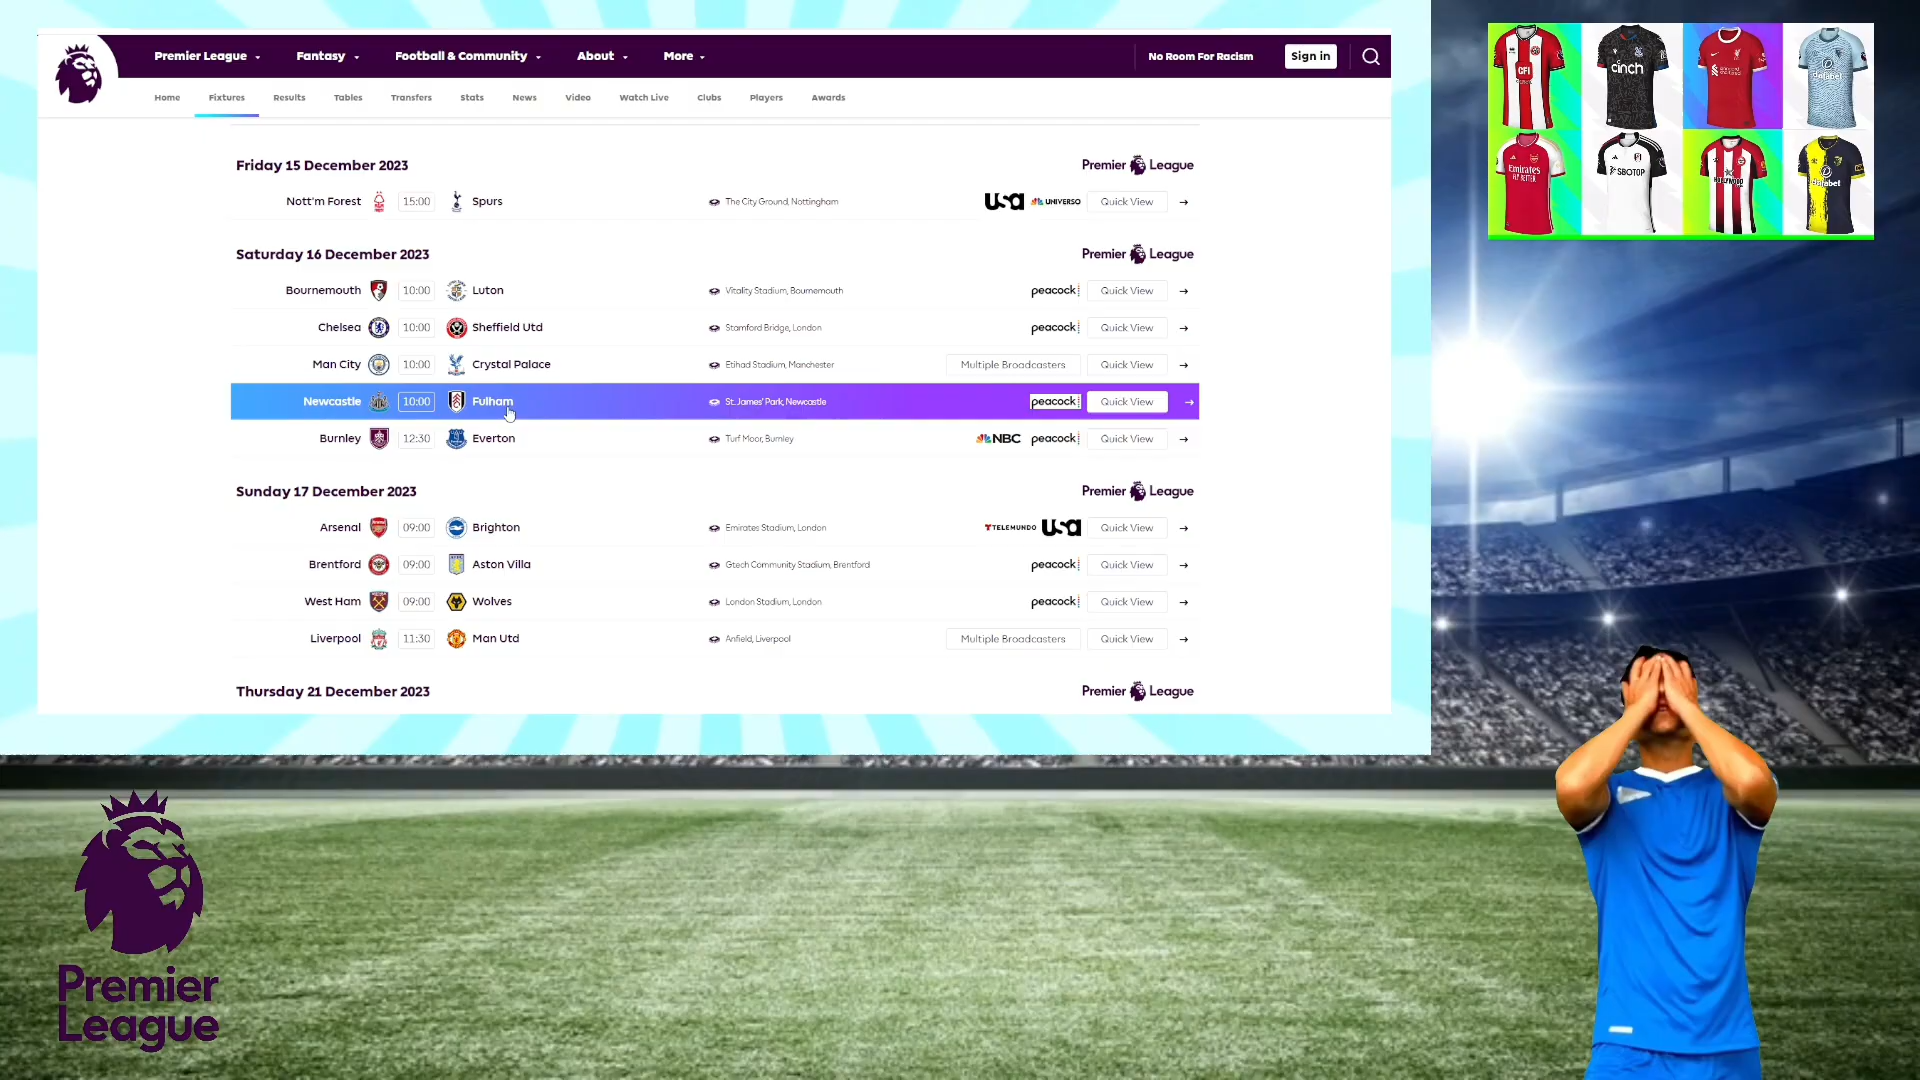 Premier League Fantasy Football & Community About More No Room For Racism Sign in
Home Fixtures Results Tables Transfers Stats News Video Watch Live Clubs Players Awards
Friday 15 December 2023 Premier League
Nott'm Forest 15:00 Spurs The City Ground, Nottingham USA UNIVERSO Quick View
Saturday 16 December 2023 Premier League
Bournemouth 10:00 Luton Vitality Stadium, Bournemouth peacock Quick View
Chelsea 10:00 Sheffield Utd Stamford Bridge, London peacock Quick View
Man City 10:00 Crystal Palace Etihad Stadium, Manchester Multiple Broadcasters Quick View
Newcastle 10:00 Fulham St. James' Park, Newcastle peacock Quick View
Burnley 12:30 Everton Turf Moor, Burnley NBC peacock Quick View
Sunday 17 December 2023 Premier League
Arsenal 09:00 Brighton Emirates Stadium, London TELEMUNDO USA Quick View
Brentford 09:00 Aston Villa Gtech Community Stadium, Brentford peacock Quick View
West Ham 09:00 Wolves London Stadium, London peacock Quick View
Liverpool 11:30 Man Utd Anfield, Liverpool Multiple Broadcasters Quick View
Thursday 21 December 2023 Premier League
CFI cinch
Emirates FLY BETTER SBOTOP HOLLYWOOD
Premier
League